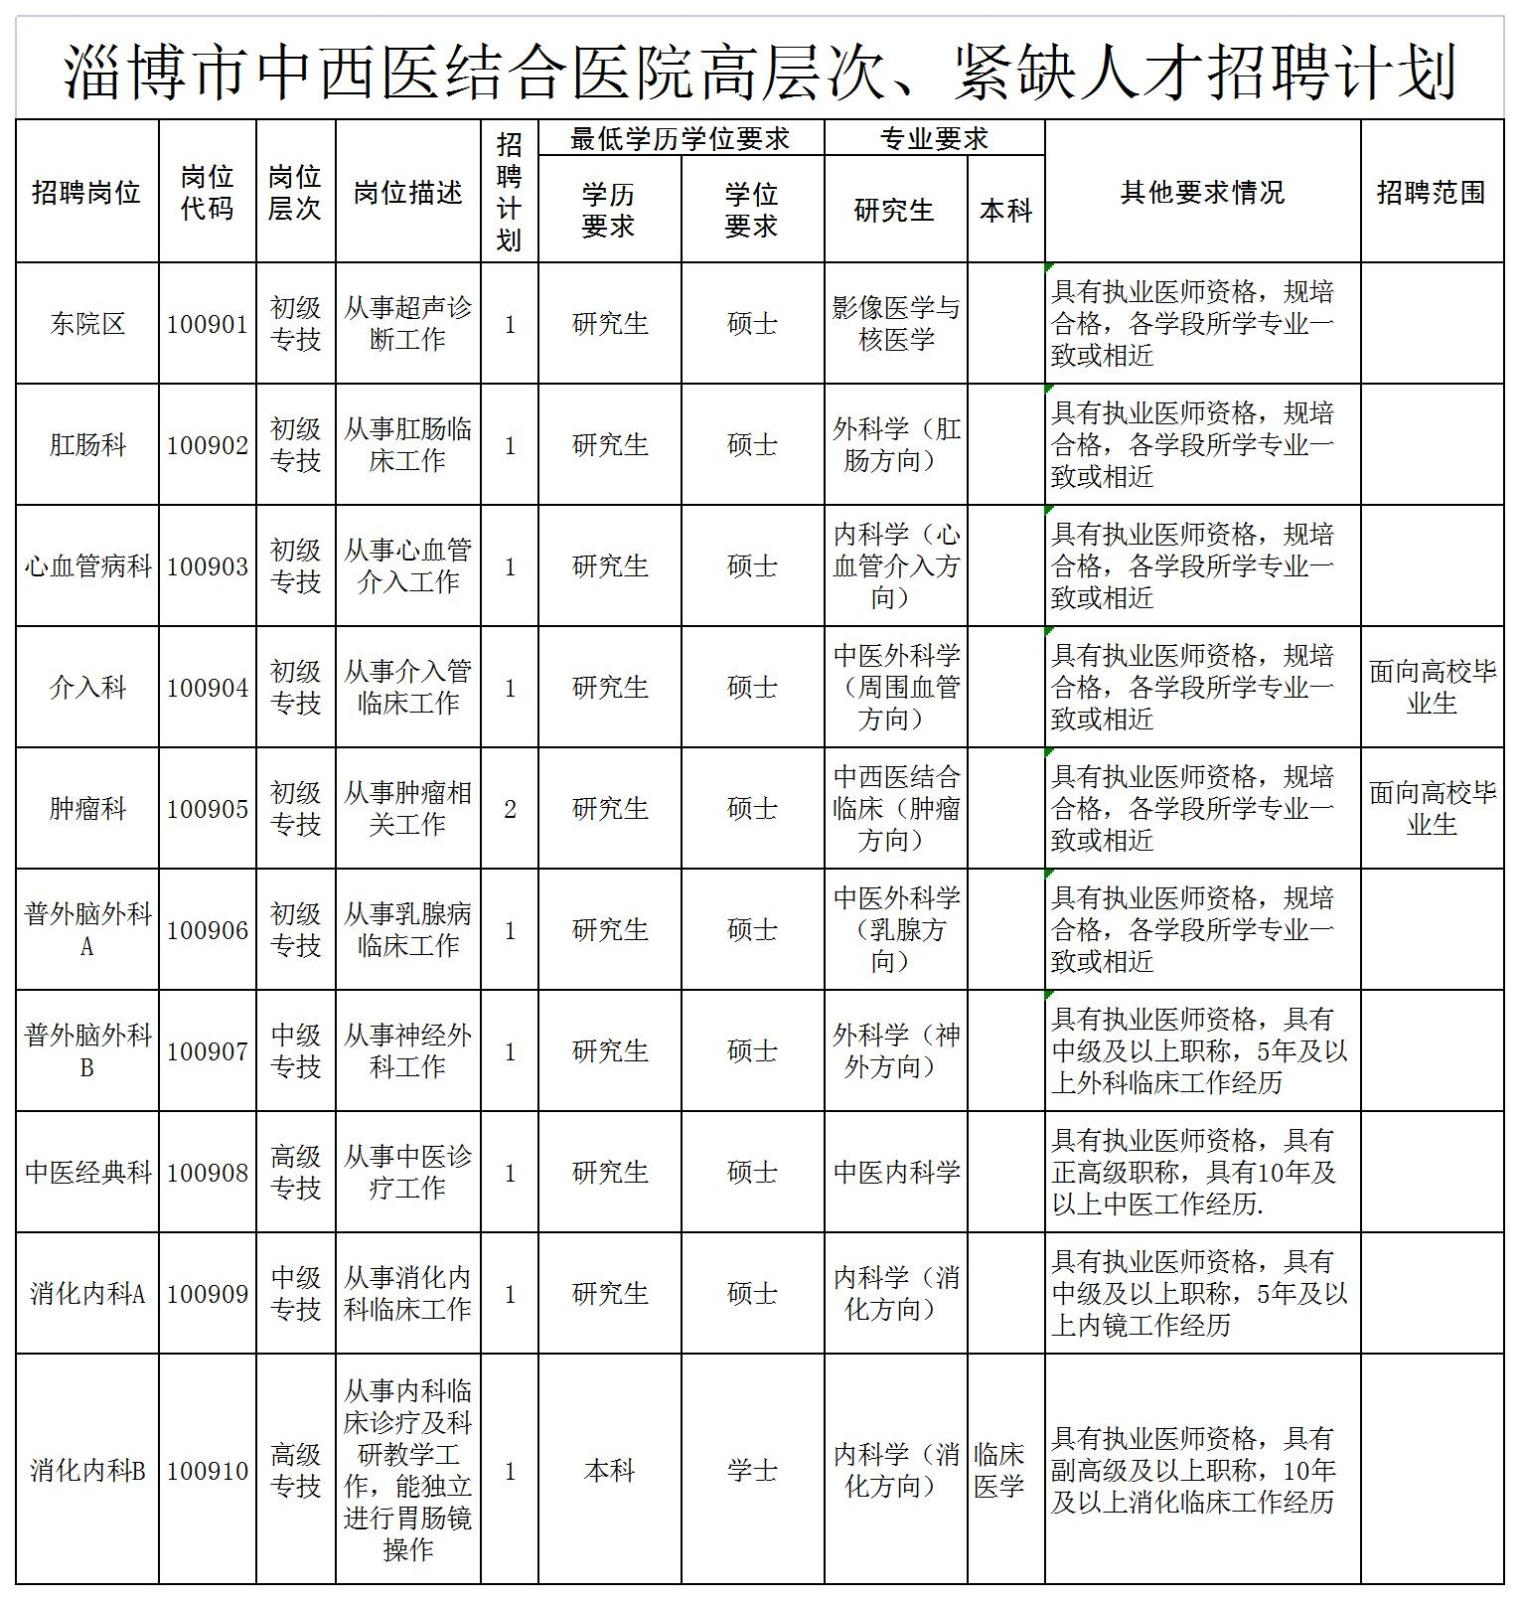 淄博市中西医结合医院高层次、紧缺人才招聘计划
招聘岗位 岗位代码 岗位层次 岗位描述 招聘计划 最低学历学位要求 专业要求 其他要求情况 招聘范围
学历要求 学位要求 研究生 本科
东院区 100901 初级专技 从事超声诊断工作 1 研究生 硕士 影像医学与核医学 具有执业医师资格，规培合格，各学段所学专业一致或相近
肛肠科 100902 初级专技 从事肛肠临床工作 1 研究生 硕士 外科学（肛肠方向） 具有执业医师资格，规培合格，各学段所学专业一致或相近
心血管病科 100903 初级专技 从事心血管介入工作 1 研究生 硕士 内科学（心血管介入方向） 具有执业医师资格，规培合格，各学段所学专业一致或相近
介入科 100904 初级专技 从事介入管临床工作 1 研究生 硕士 中医外科学（周围血管方向） 具有执业医师资格，规培合格，各学段所学专业一致或相近 面向高校毕业生
肿瘤科 100905 初级专技 从事肿瘤相关工作 2 研究生 硕士 中西医结合临床（肿瘤方向） 具有执业医师资格，规培合格，各学段所学专业一致或相近 面向高校毕业生
普外脑外科A 100906 初级专技 从事乳腺病临床工作 1 研究生 硕士 中医外科学（乳腺方向） 具有执业医师资格，规培合格，各学段所学专业一致或相近
普外脑外科B 100907 中级专技 从事神经外科工作 1 研究生 硕士 外科学（神外方向） 具有执业医师资格，具有中级及以上职称，5年及以上外科临床工作经历
中医经典科 100908 高级专技 从事中医诊疗工作 1 研究生 硕士 中医内科学 具有执业医师资格，具有正高级职称，具有10年及以上中医工作经历.
消化内科A 100909 中级专技 从事消化内科临床工作 1 研究生 硕士 内科学（消化方向） 具有执业医师资格，具有中级及以上职称，5年及以上内镜工作经历
消化内科B 100910 高级专技 从事内科临床诊疗及科研教学工作，能独立进行胃肠镜操作 1 本科 学士 内科学（消化方向） 临床医学 具有执业医师资格，具有副高级及以上职称，10年及以上消化临床工作经历